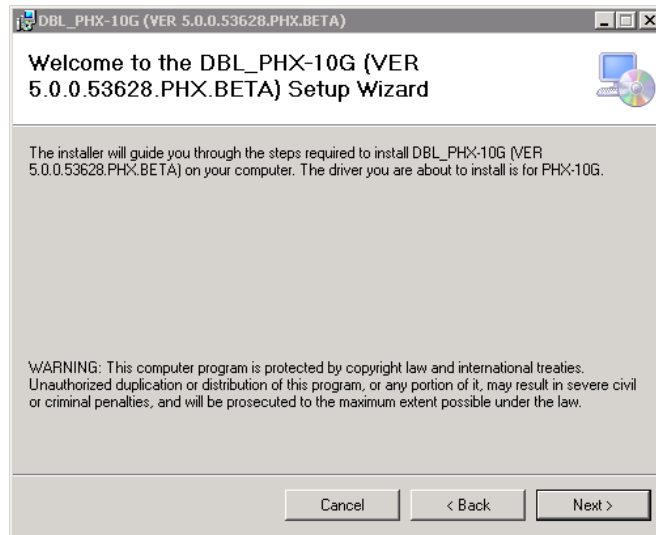 DBL_PHX-10G (VER 5.0.0.53628.PHX.BETA)
Welcome to the DBL_PHX-10G (VER
5.0.0.53628.PHX.BETA) Setup Wizard
The installer will guide you through the steps required to install DBL_PHX-10G (VER
5.0.0.53628.PHX.BETA) on your computer. The driver you are about to install is for PHX-10G.
WARNING: This computer program is protected by copyright law and international treaties.
Unauthorized duplication or distribution of this program, or any portion of it, may result in severe civil
or criminal penalties, and will be prosecuted to the maximum extent possible under the law.
Cancel
< Back
Next >